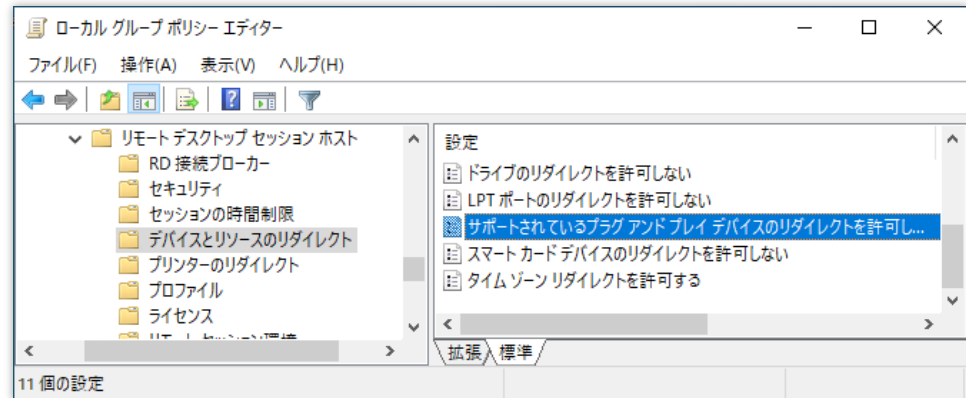 ローカル グループ ポリシー エディター
ファイル(F) 操作(A) 表示(V) ヘルプ(H)
リモート デスクトップ セッション ホスト
RD 接続ブローカー
セキュリティ
セッションの時間制限
デバイスとリソースのリダイレクト
プリンターのリダイレクト
プロファイル
ライセンス
設定
ドライブのリダイレクトを許可しない
LPT ポートのリダイレクトを許可しない
サポートされているプラグ アンド プレイ デバイスのリダイレクトを許可し...
スマート カード デバイスのリダイレクトを許可しない
タイム ゾーン リダイレクトを許可する
拡張 標準
11 個の設定